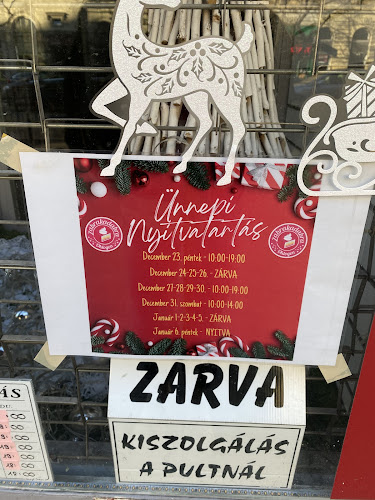 ZÁRVA
Ünnepi
Nyitvatartás
December 23. péntek - 10:00-19:00
December 24-25-26. - ZÁRVA
December 27-28-29-30. - 10:00-19:00
December 31. szombat - 10:00-14:00
Január 1-2-3-4-5. - ZÁRVA
Január 6. péntek - NYITVA
ZÁRVA
KISZOLGÁLÁS
A PULTNÁL